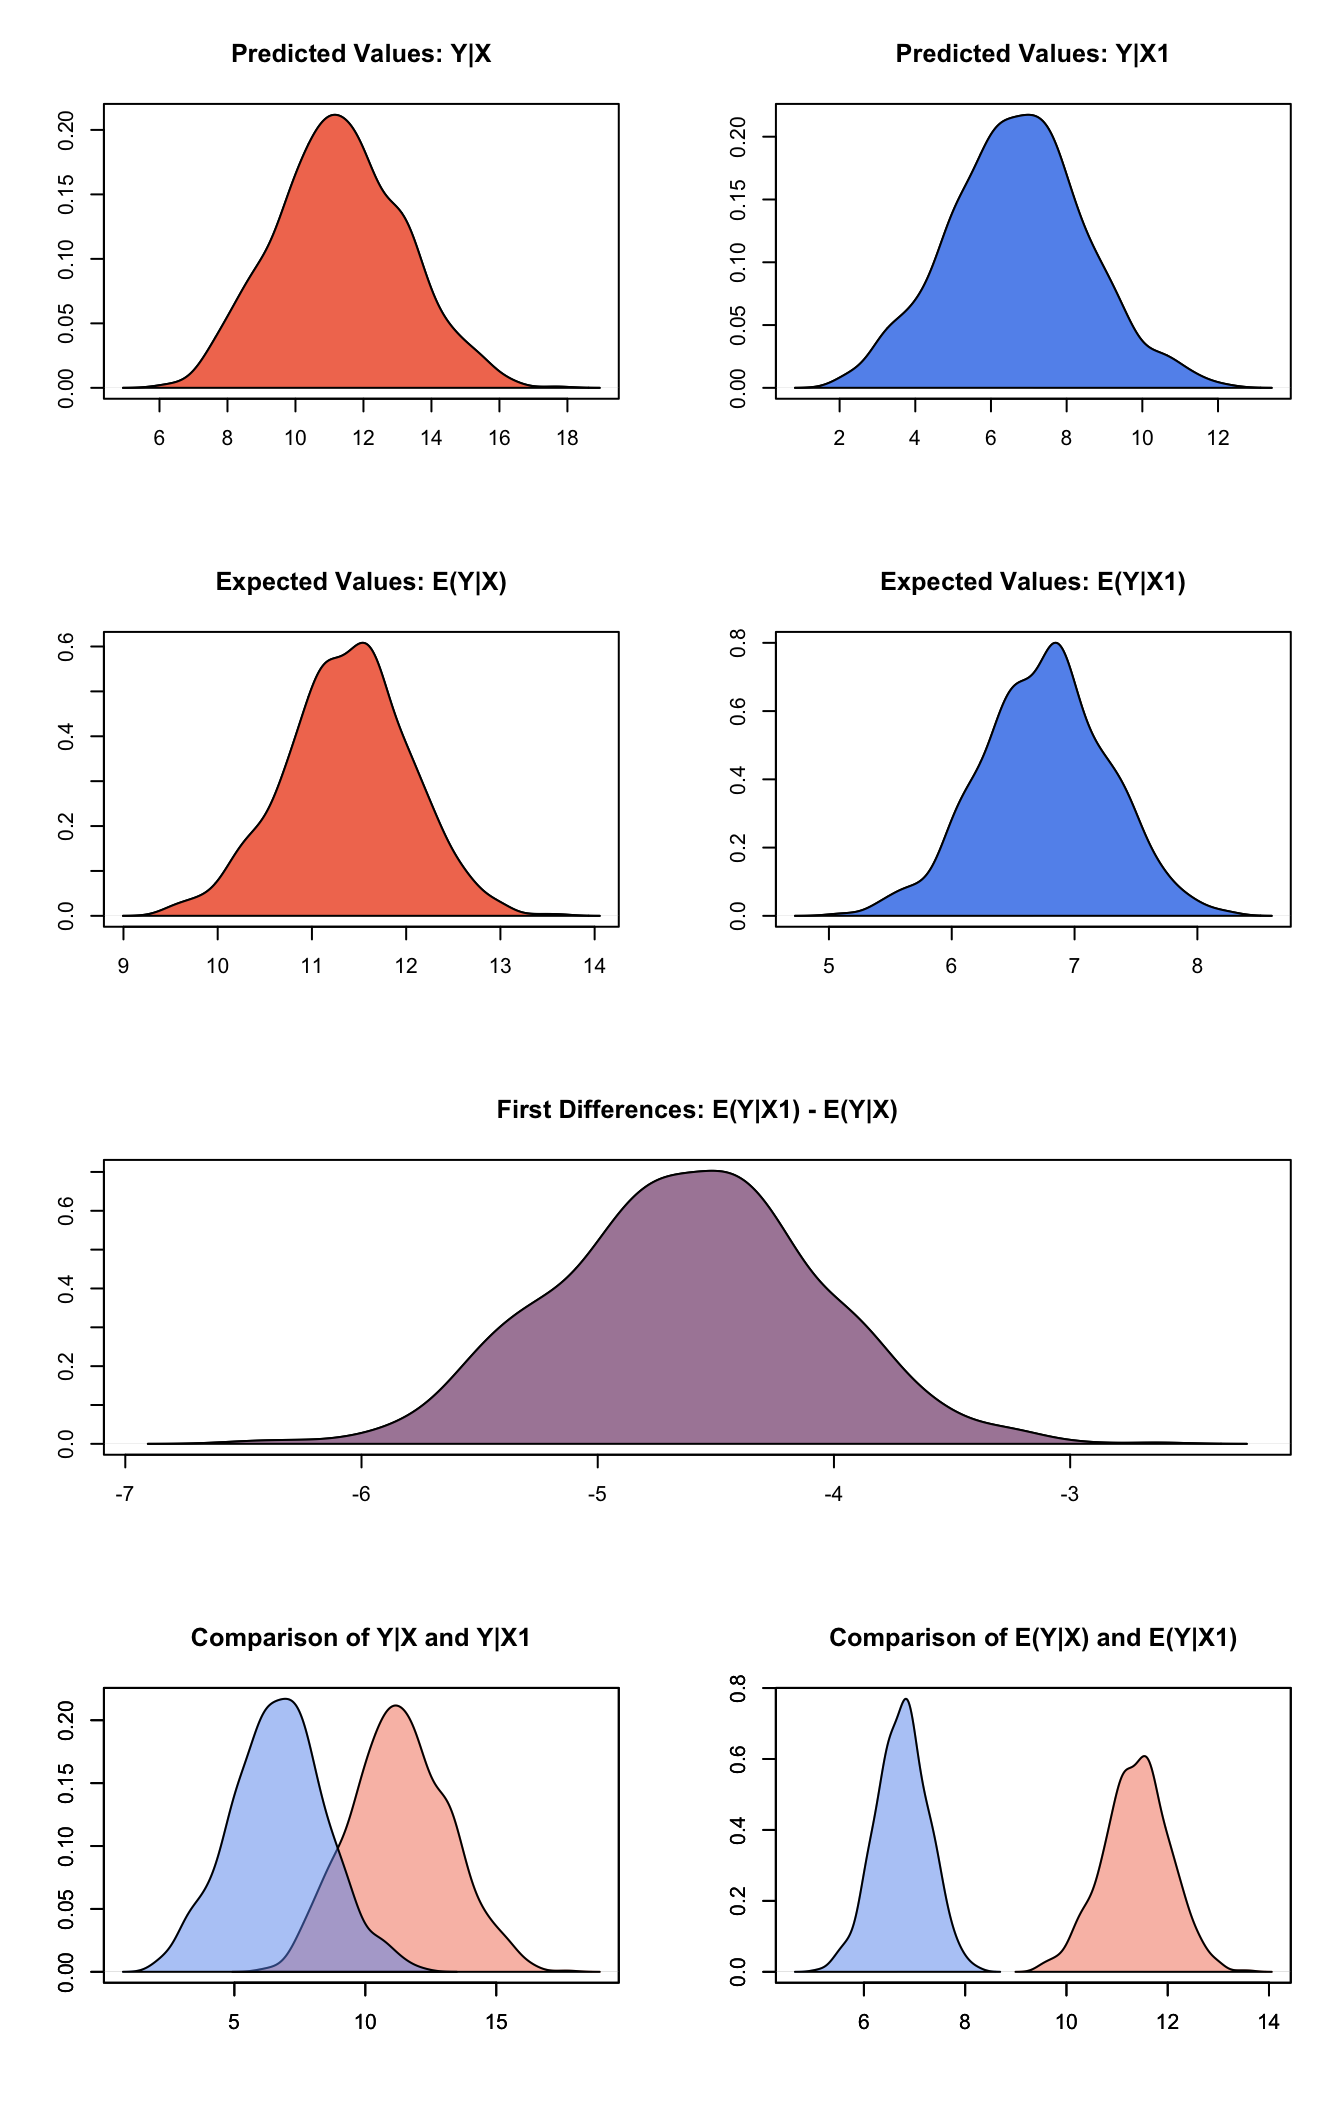 Predicted Values: Y|X
Predicted Values: Y|X1
0.00 0.05 0.10 0.15 0.20
6 8 10 12 14 16 18
0.00 0.05 0.10 0.15 0.20
2 4 6 8 10 12
Expected Values: E(Y|X)
Expected Values: E(Y|X1)
0.0 0.2 0.4 0.6
9 10 11 12 13 14
0.0 0.2 0.4 0.6 0.8
5 6 7 8
First Differences: E(Y|X1) - E(Y|X)
0.0 0.2 0.4 0.6
-7 -6 -5 -4 -3
Comparison of Y|X and Y|X1
Comparison of E(Y|X) and E(Y|X1)
0.00 0.05 0.10 0.15 0.20
5 10 15
0.0 0.2 0.4 0.6 0.8
6 8 10 12 14